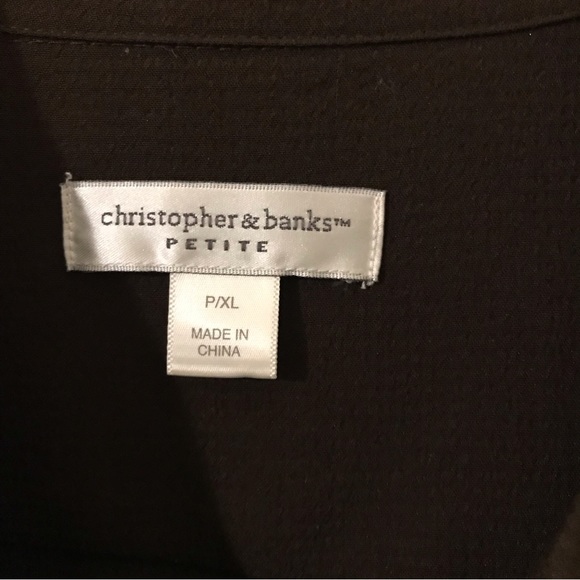 christopher & banks™
PETITE
P/XL
MADE IN
CHINA